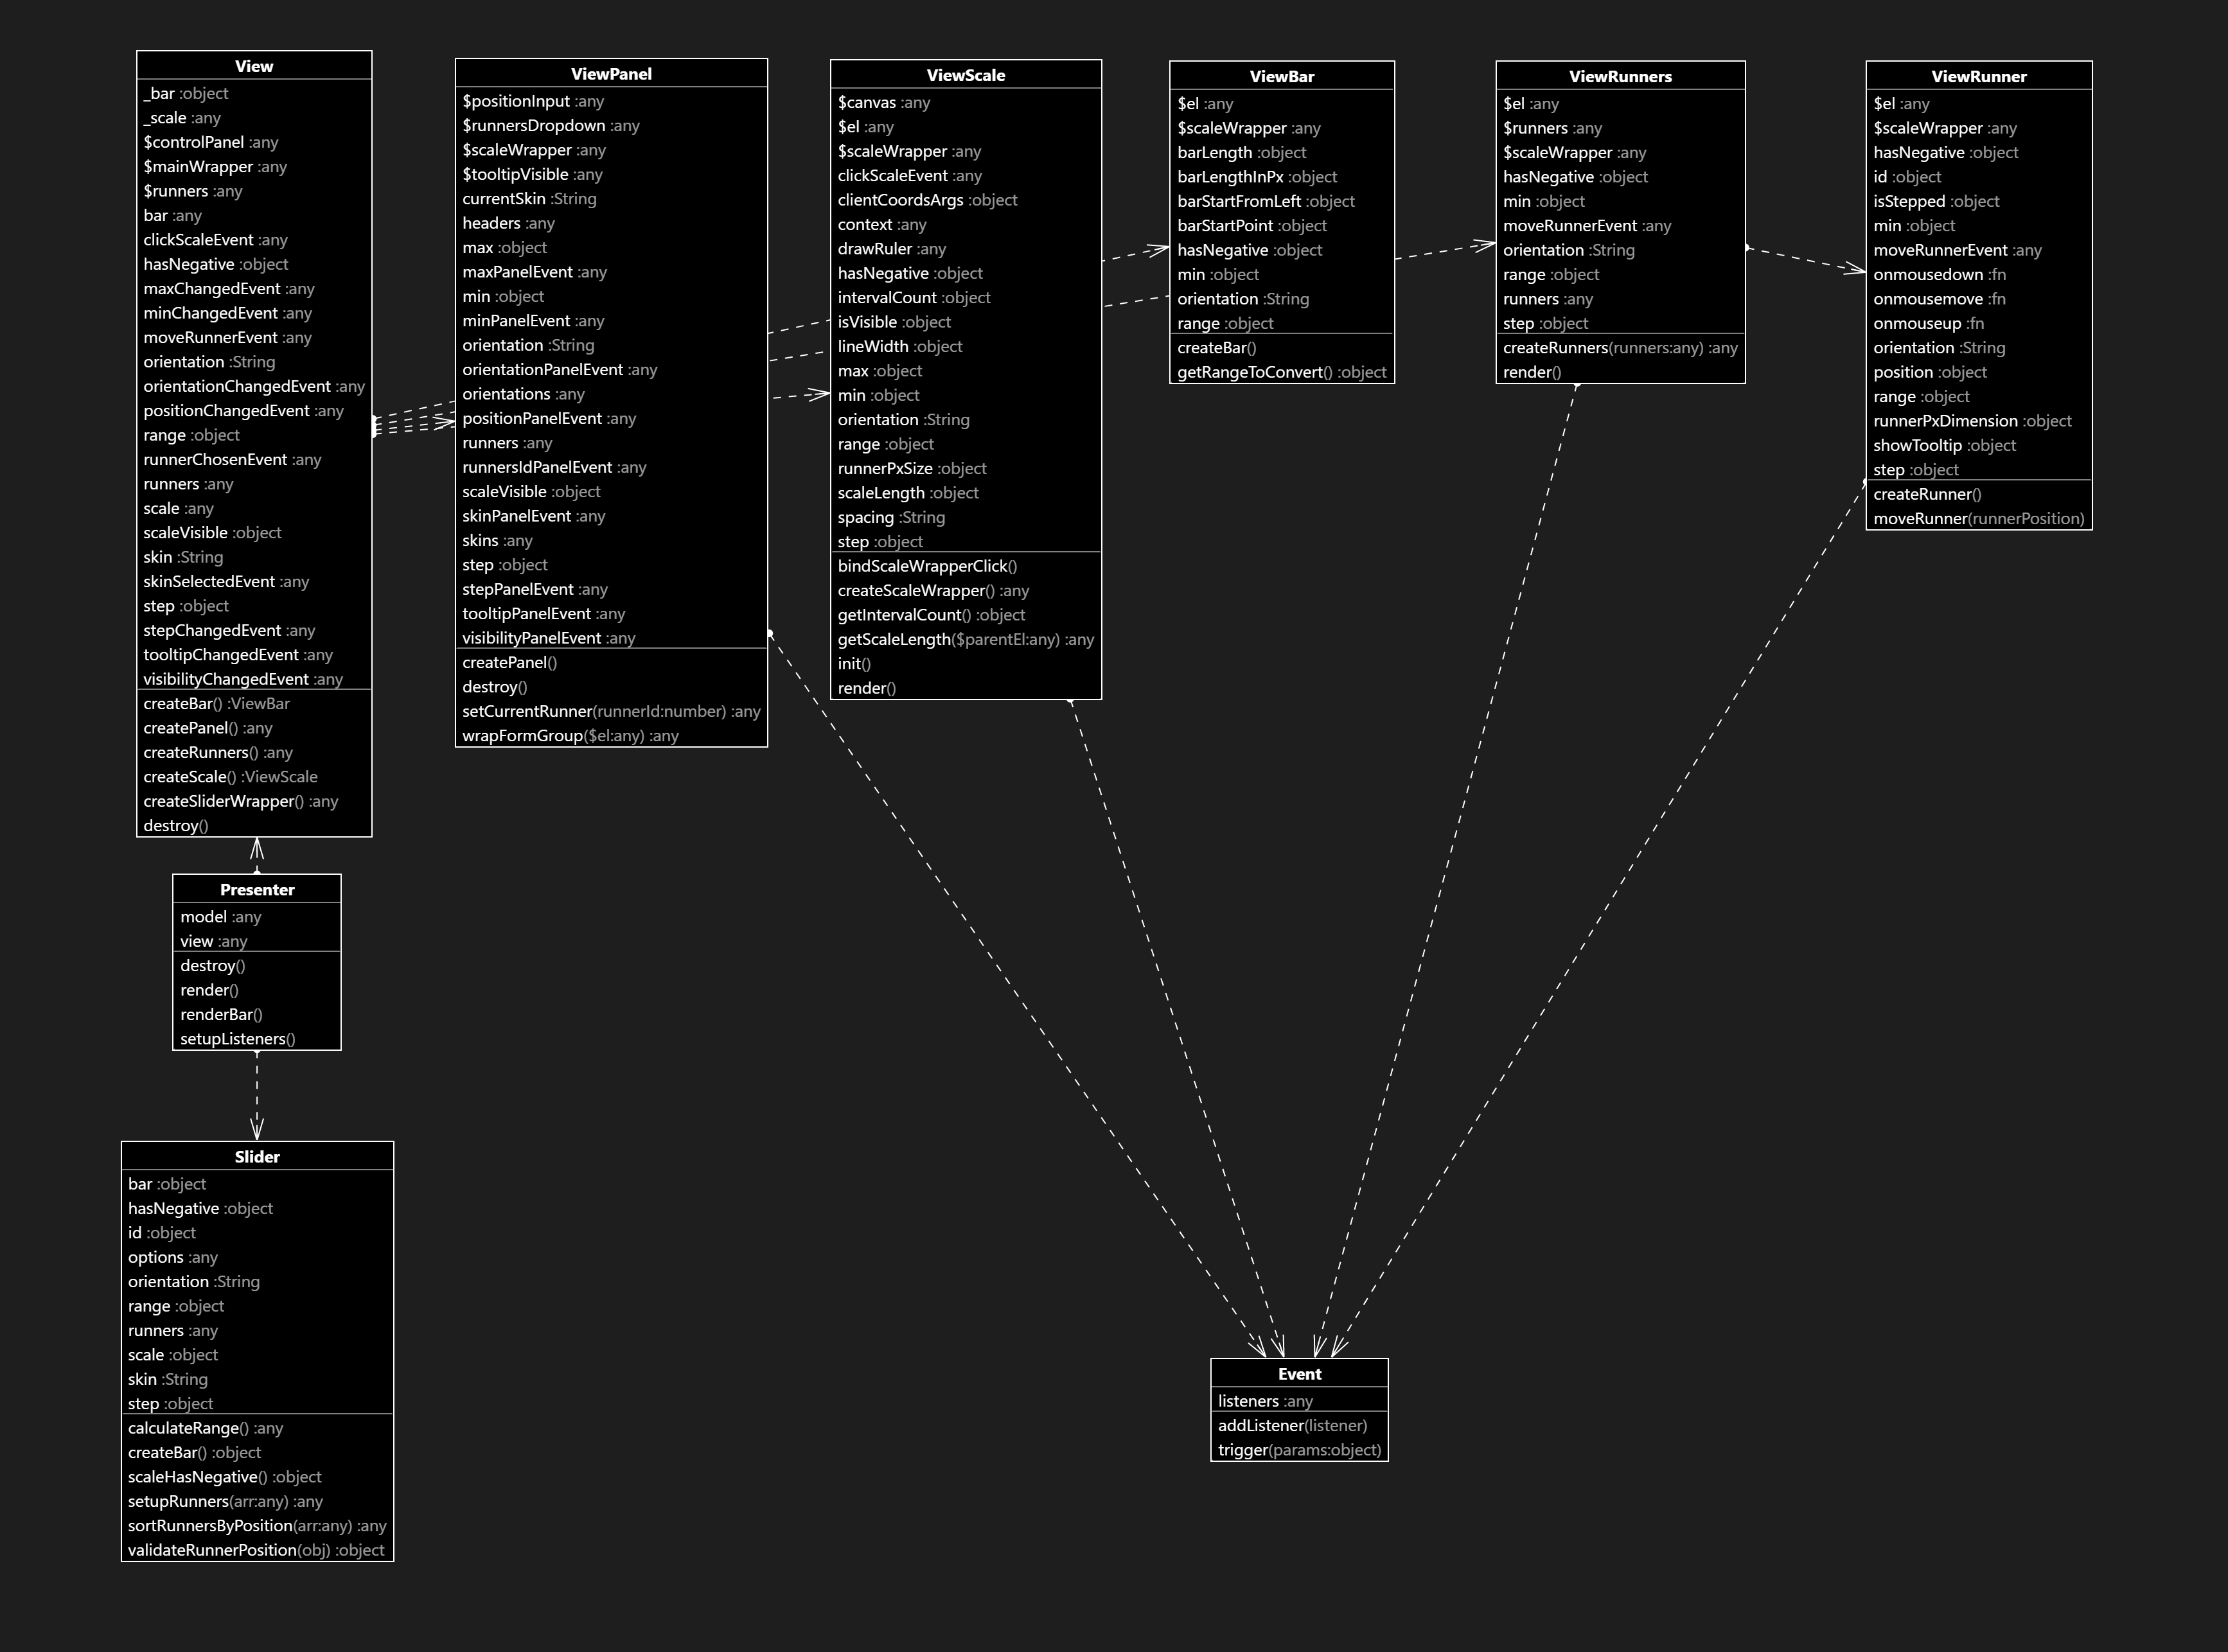 View
_bar :object
_scale :any
$controlPanel :any
$mainWrapper :any
$runners :any
bar :any
clickScaleEvent :any
hasNegative :object
maxChangedEvent :any
minChangedEvent :any
moveRunnerEvent :any
orientation :String
orientationChangedEvent :any
positionChangedEvent :any
range :object
runnerChosenEvent :any
runners :any
scale :any
scaleVisible :object
skin :String
skinSelectedEvent :any
step :object
stepChangedEvent :any
tooltipChangedEvent :any
visibilityChangedEvent :any
createBar() :ViewBar
createPanel() :any
createRunners() :any
createScale() :ViewScale
createSliderWrapper() :any
destroy()
ViewPanel
$positionInput :any
$runnersDropdown :any
$scaleWrapper :any
$tooltipVisible :any
currentSkin :String
headers :any
max :object
maxPanelEvent :any
min :object
minPanelEvent :any
orientation :String
orientationPanelEvent :any
orientations :any
positionPanelEvent :any
runners :any
runnersIdPanelEvent :any
scaleVisible :object
skinPanelEvent :any
skins :any
step :object
stepPanelEvent :any
tooltipPanelEvent :any
visibilityPanelEvent :any
createPanel()
destroy()
setCurrentRunner(runnerId:number) :any
wrapFormGroup($el:any) :any
ViewScale
$canvas :any
$el :any
$scaleWrapper :any
clickScaleEvent :any
clientCoordsArgs :object
context :any
drawRuler :any
hasNegative :object
intervalCount :object
isVisible :object
lineWidth :object
max :object
min :object
orientation :String
range :object
runnerPxSize :object
scaleLength :object
spacing :String
step :object
bindScaleWrapperClick()
createScaleWrapper() :any
getIntervalCount() :object
getScaleLength($parentEl:any) :any
init()
render()
ViewBar
$el :any
$scaleWrapper :any
barLength :object
barLengthInPx :object
barStartFromLeft :object
barStartPoint :object
hasNegative :object
min :object
orientation :String
range :object
createBar()
getRangeToConvert() :object
ViewRunners
$el :any
$runners :any
$scaleWrapper :any
hasNegative :object
min :object
moveRunnerEvent :any
orientation :String
range :object
runners :any
step :object
createRunners(runners:any) :any
render()
ViewRunner
$el :any
$scaleWrapper :any
hasNegative :object
id :object
isStepped :object
min :object
moveRunnerEvent :any
onmousedown :fn
onmousemove :fn
onmouseup :fn
orientation :String
position :object
range :object
runnerPxDimension :object
showTooltip :object
step :object
createRunner()
moveRunner(runnerPosition)
Presenter
model :any
view :any
destroy()
render()
renderBar()
setupListeners()
Slider
bar :object
hasNegative :object
id :object
options :any
orientation :String
range :object
runners :any
scale :object
skin :String
step :object
calculateRange() :any
createBar() :object
scaleHasNegative() :object
setupRunners(arr:any) :any
sortRunnersByPosition(arr:any) :any
validateRunnerPosition(obj) :object
Event
listeners :any
addListener(listener)
trigger(params:object)